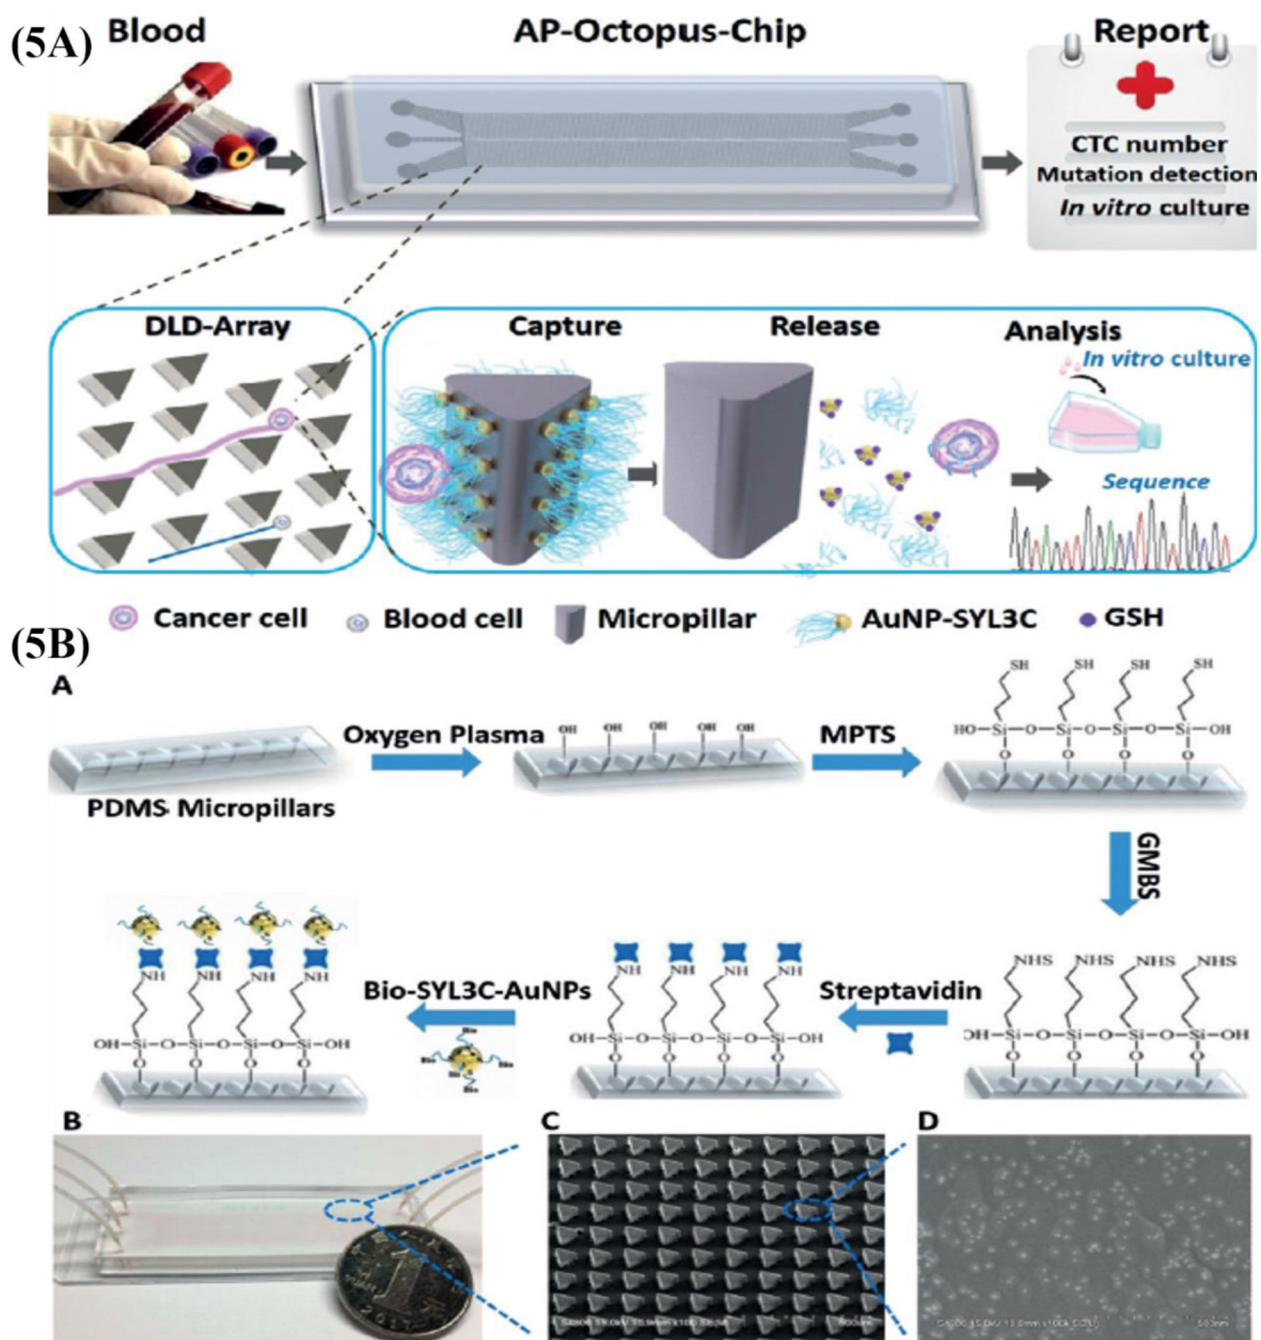 (5A) Blood AP-Octopus-Chip Report
CTC number
Mutation detection
In vitro culture
DLD-Array Capture Release Analysis
In vitro culture
Sequence
Cancer cell Blood cell Micropillar AuNP-SYL3C GSH
(5B)
A
SH SH SH SH
Oxygen Plasma OH OH OH OH OH MPTS HO—Si—O—Si—O—Si—O—Si—OH
O O O O
PDMS Micropillars
GMBS
NH NH NH NH
Bio-SYL3C-AuNPs
Bio Bio Bio Bio
OH—Si—O—Si—O—Si—O—Si—OH
O O O O
NH NH NH NH
Streptavidin
OH—Si—O—Si—O—Si—O—Si—OH
O O O O
NHS NHS NHS NHS
OH—Si—O—Si—O—Si—O—Si—OH
O O O O
B C D
1
500um
500nm